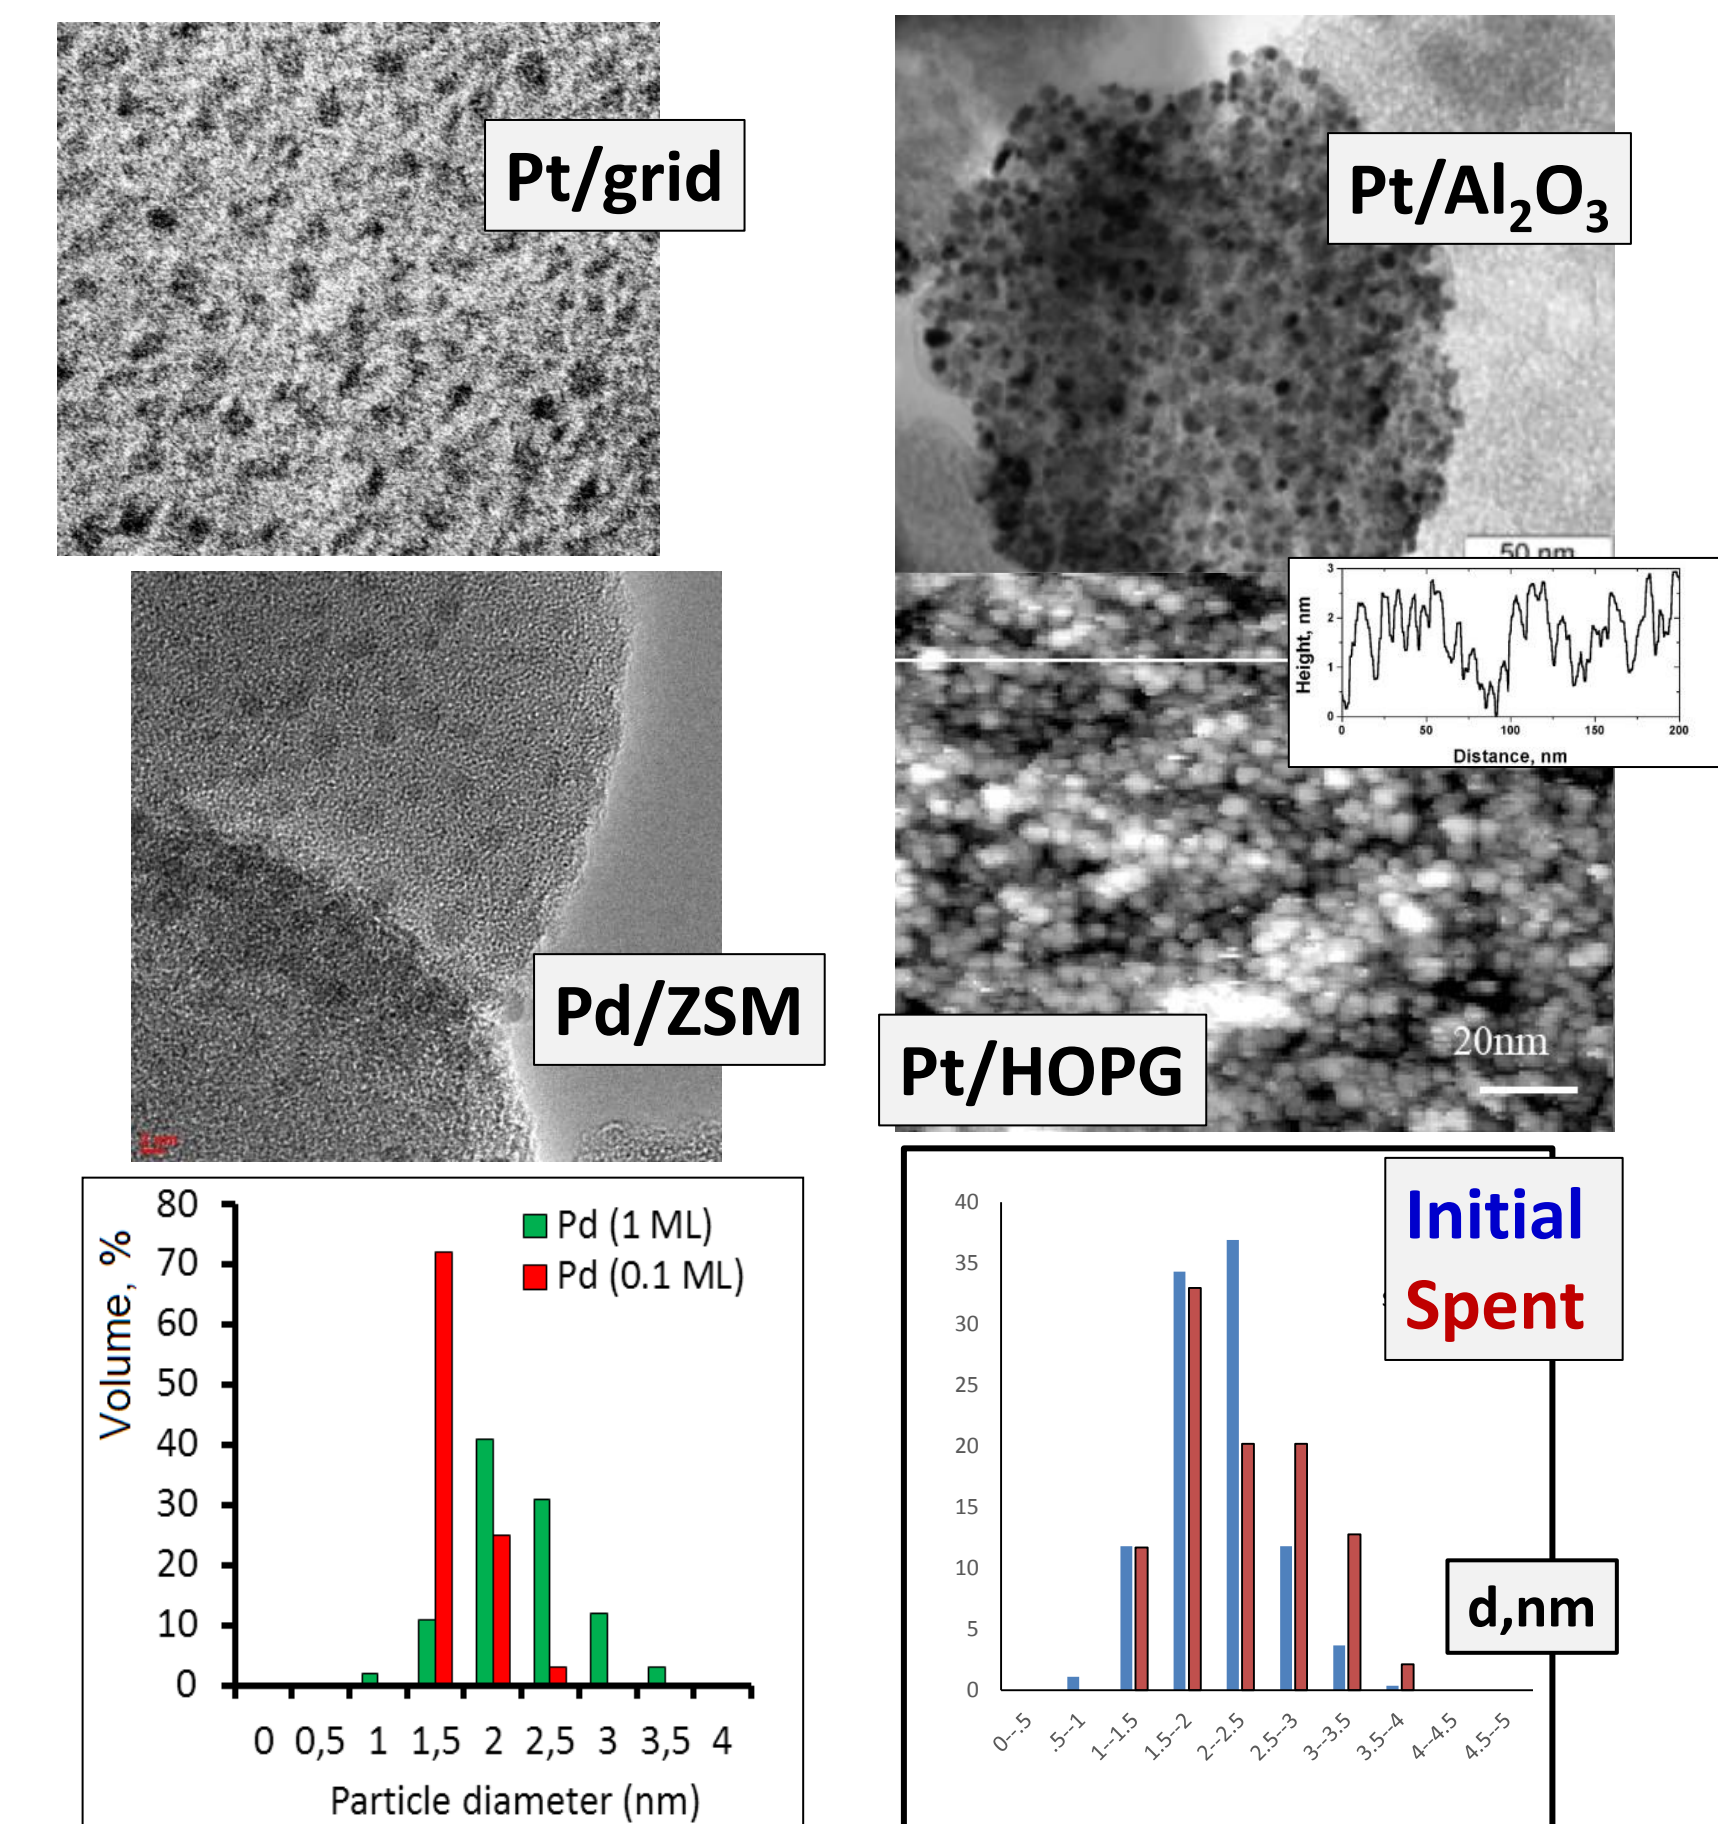 Pt/grid
Pt/Al₂O₃
50 nm
3
2
1
0
Height, nm
0 50 100 150 200
Distance, nm
Pd/ZSM
Pt/HOPG
20nm
80
70
60
50
40
30
20
10
0
Volume, %
Pd (1 ML)
Pd (0.1 ML)
0 0,5 1 1,5 2 2,5 3 3,5 4
Particle diameter (nm)
Initial
Spent
40
35
30
25
20
15
10
5
0
d,nm
0--.5 .5--1 1--1.5 1.5--2 2--2.5 2.5--3 3--3.5 3.5--4 4--4.5 4.5--5